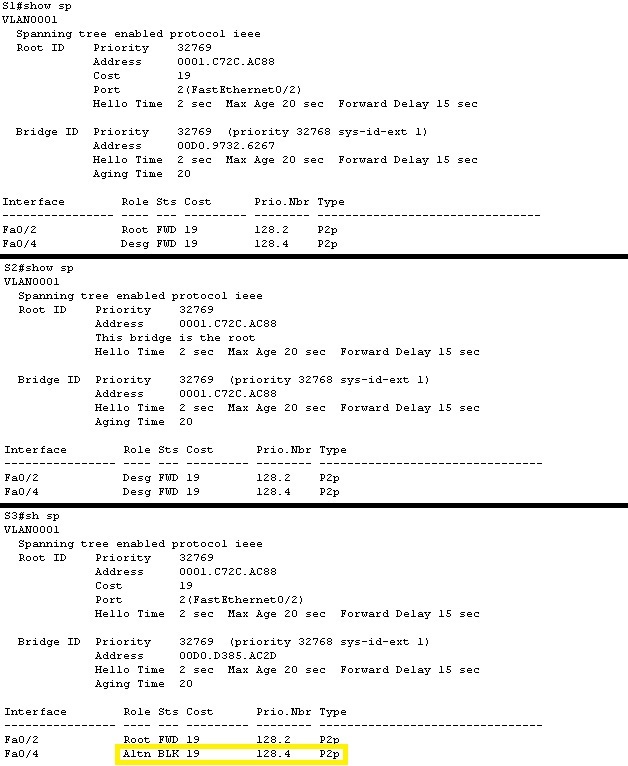 S1#show sp
VLAN0001
  Spanning tree enabled protocol ieee
  Root ID    Priority    32769
             Address     0001.C72C.AC88
             Cost        19
             Port        2(FastEthernet0/2)
             Hello Time  2 sec  Max Age 20 sec  Forward Delay 15 sec
  Bridge ID  Priority    32769  (priority 32768 sys-id-ext 1)
             Address     00D0.9732.6267
             Hello Time  2 sec  Max Age 20 sec  Forward Delay 15 sec
             Aging Time  20
Interface        Role Sts Cost      Prio.Nbr Type
---------------- ---- --- --------- -------- --------------------------------
Fa0/2            Root FWD 19        128.2    P2p
Fa0/4            Desg FWD 19        128.4    P2p
S2#show sp
VLAN0001
  Spanning tree enabled protocol ieee
  Root ID    Priority    32769
             Address     0001.C72C.AC88
             This bridge is the root
             Hello Time  2 sec  Max Age 20 sec  Forward Delay 15 sec
  Bridge ID  Priority    32769  (priority 32768 sys-id-ext 1)
             Address     0001.C72C.AC88
             Hello Time  2 sec  Max Age 20 sec  Forward Delay 15 sec
             Aging Time  20
Interface        Role Sts Cost      Prio.Nbr Type
---------------- ---- --- --------- -------- --------------------------------
Fa0/2            Desg FWD 19        128.2    P2p
Fa0/4            Desg FWD 19        128.4    P2p
S3#sh sp
VLAN0001
  Spanning tree enabled protocol ieee
  Root ID    Priority    32769
             Address     0001.C72C.AC88
             Cost        19
             Port        2(FastEthernet0/2)
             Hello Time  2 sec  Max Age 20 sec  Forward Delay 15 sec
  Bridge ID  Priority    32769  (priority 32768 sys-id-ext 1)
             Address     00D0.D385.AC2D
             Hello Time  2 sec  Max Age 20 sec  Forward Delay 15 sec
             Aging Time  20
Interface        Role Sts Cost      Prio.Nbr Type
---------------- ---- --- --------- -------- --------------------------------
Fa0/2            Root FWD 19        128.2    P2p
Fa0/4            Altn BLK 19        128.4    P2p